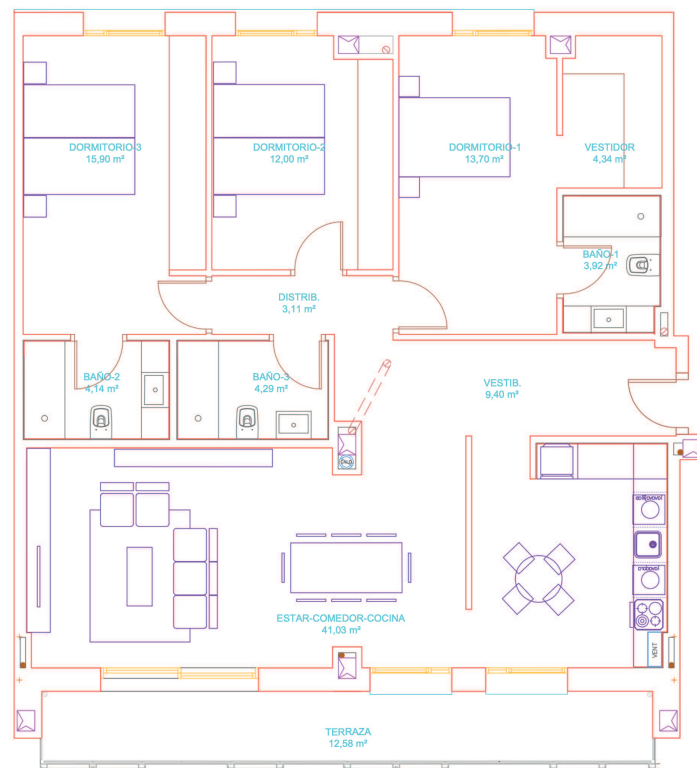 DORMITORIO-3
15,90 m²
DORMITORIO-2
12,00 m²
DORMITORIO-1
13,70 m²
VESTIDOR
4,34 m²
BAÑO-1
3,92 m²
DISTRIB.
3,11 m²
BAÑO-2
4,14 m²
BAÑO-3
4,29 m²
VESTIB.
9,40 m²
ESTAR-COMEDOR-COCINA
41,03 m²
VENT
TERRAZA
12,58 m²